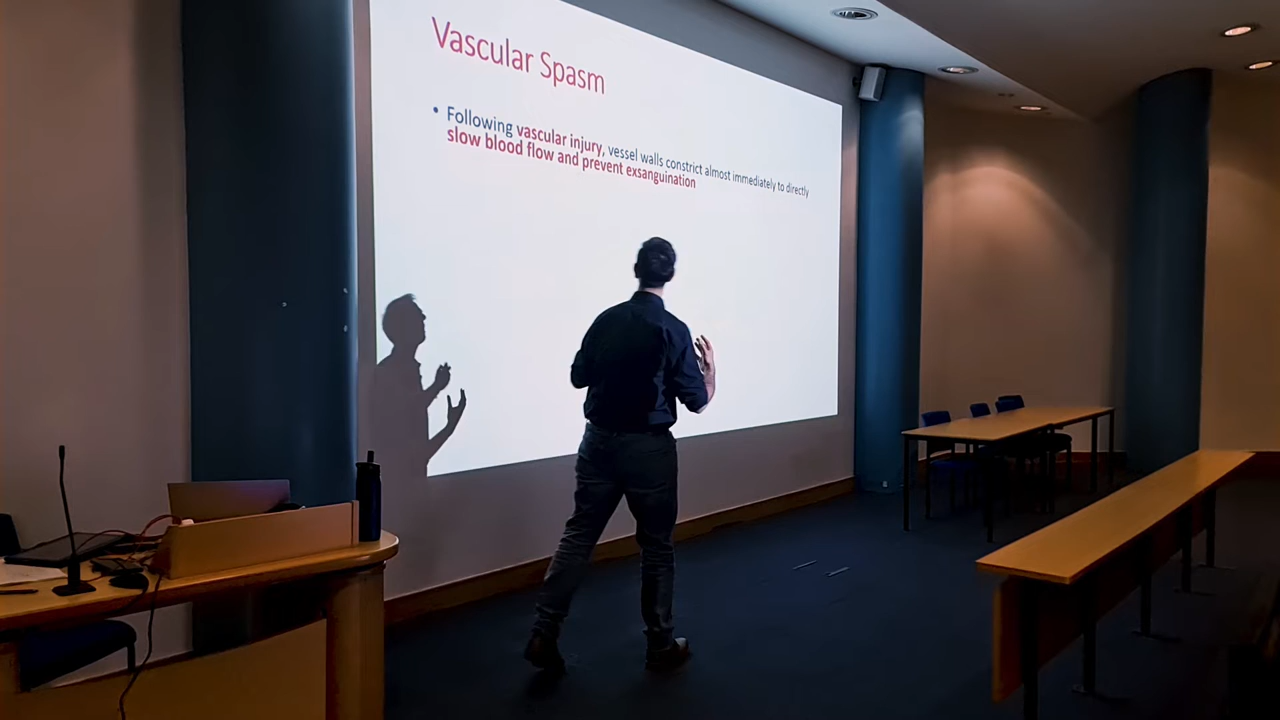 Vascular Spasm
• Following vascular injury, vessel walls constrict almost immediately to directly
slow blood flow and prevent exsanguination